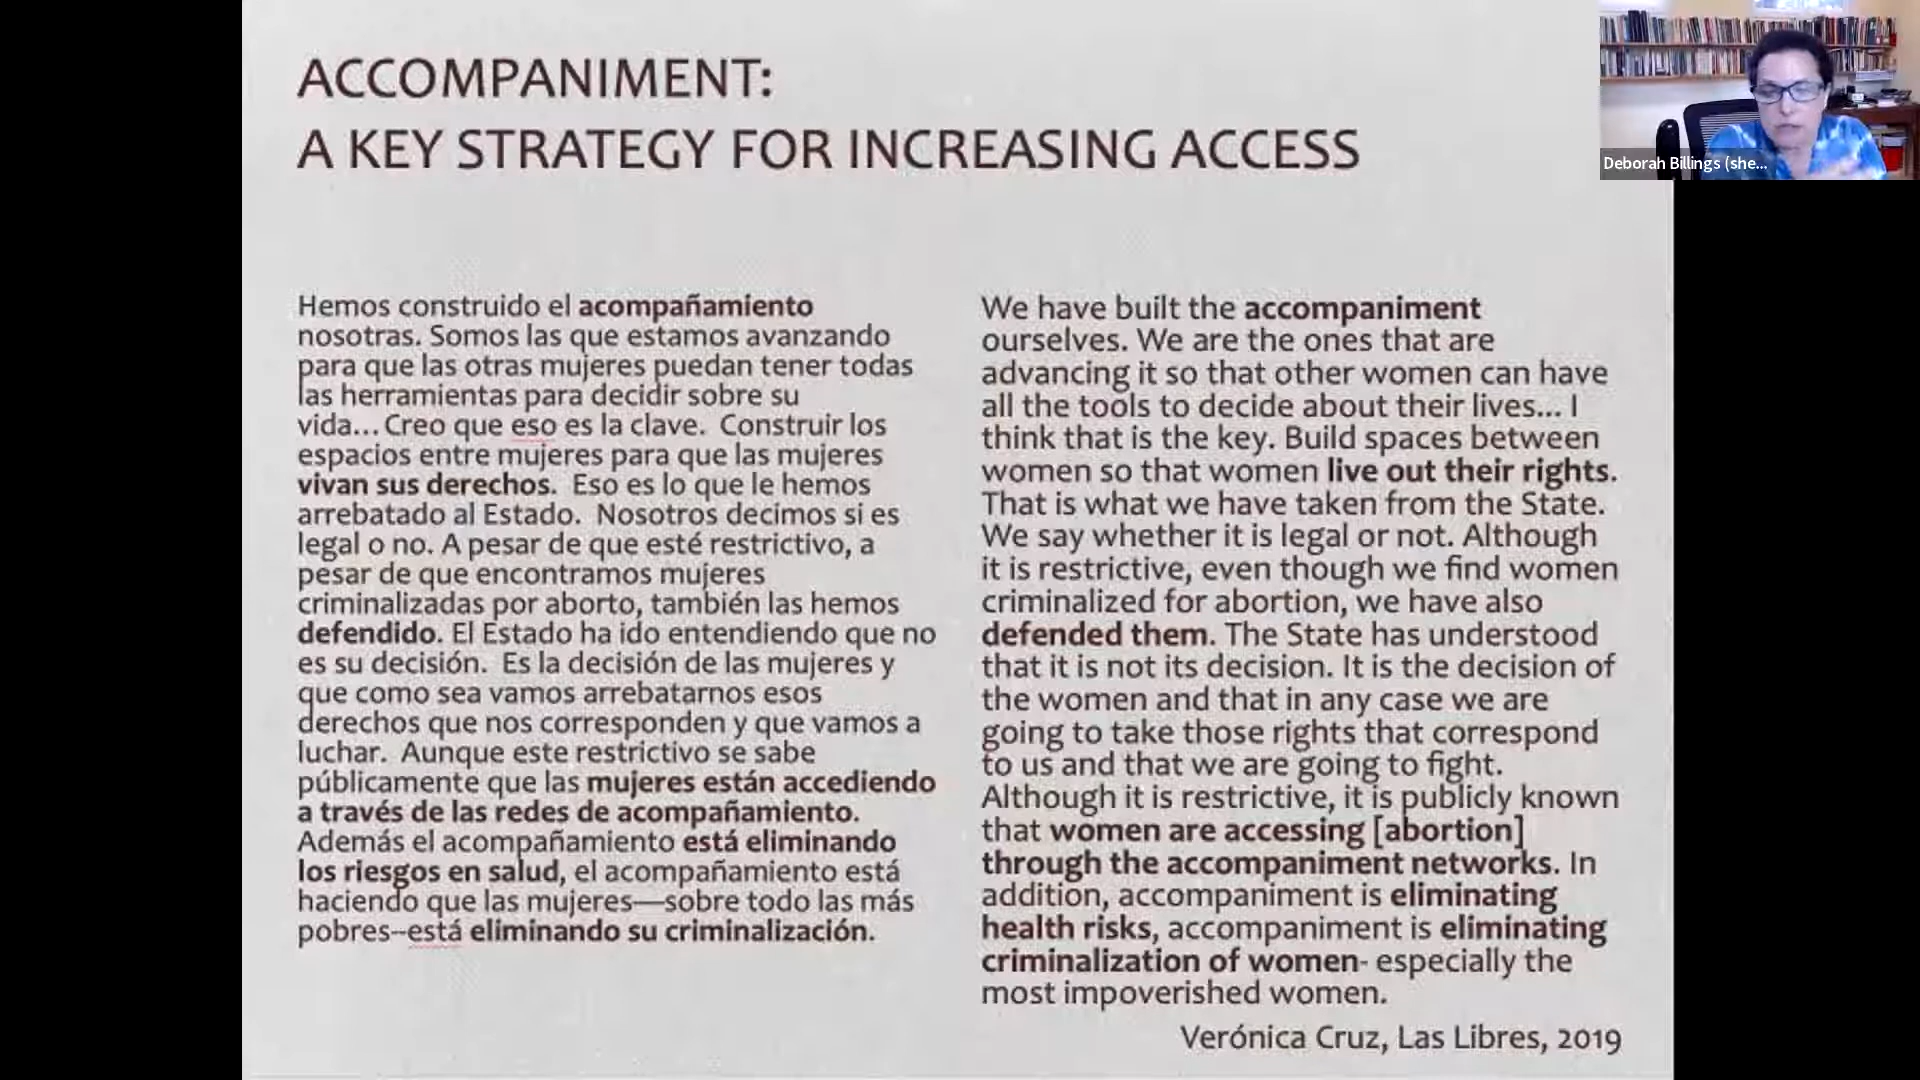 ACCOMPANIMENT:
A KEY STRATEGY FOR INCREASING ACCESS
Hemos construido el acompañamiento
nosotras. Somos las que estamos avanzando
para que las otras mujeres puedan tener todas
las herramientas para decidir sobre su
vida... Creo que eso es la clave. Construir los
espacios entre mujeres para que las mujeres
vivan sus derechos. Eso es lo que le hemos
arrebatado al Estado. Nosotros decimos si es
legal o no. A pesar de que esté restrictivo, a
pesar de que encontramos mujeres
criminalizadas por aborto, también las hemos
defendido. El Estado ha ido entendiendo que no
es su decisión. Es la decisión de las mujeres y
que como sea vamos arrebatarnos esos
derechos que nos corresponden y que vamos a
luchar. Aunque este restrictivo se sabe
públicamente que las mujeres están accediendo
a través de las redes de acompañamiento.
Además el acompañamiento está eliminando
los riesgos en salud, el acompañamiento está
haciendo que las mujeres—sobre todo las más
pobres--está eliminando su criminalización.
We have built the accompaniment
ourselves. We are the ones that are
advancing it so that other women can have
all the tools to decide about their lives... I
think that is the key. Build spaces between
women so that women live out their rights.
That is what we have taken from the State.
We say whether it is legal or not. Although
it is restrictive, even though we find women
criminalized for abortion, we have also
defended them. The State has understood
that it is not its decision. It is the decision of
the women and that in any case we are
going to take those rights that correspond
to us and that we are going to fight.
Although it is restrictive, it is publicly known
that women are accessing [abortion]
through the accompaniment networks. In
addition, accompaniment is eliminating
health risks, accompaniment is eliminating
criminalization of women- especially the
most impoverished women.
Verónica Cruz, Las Libres, 2019
Deborah Billings (she...